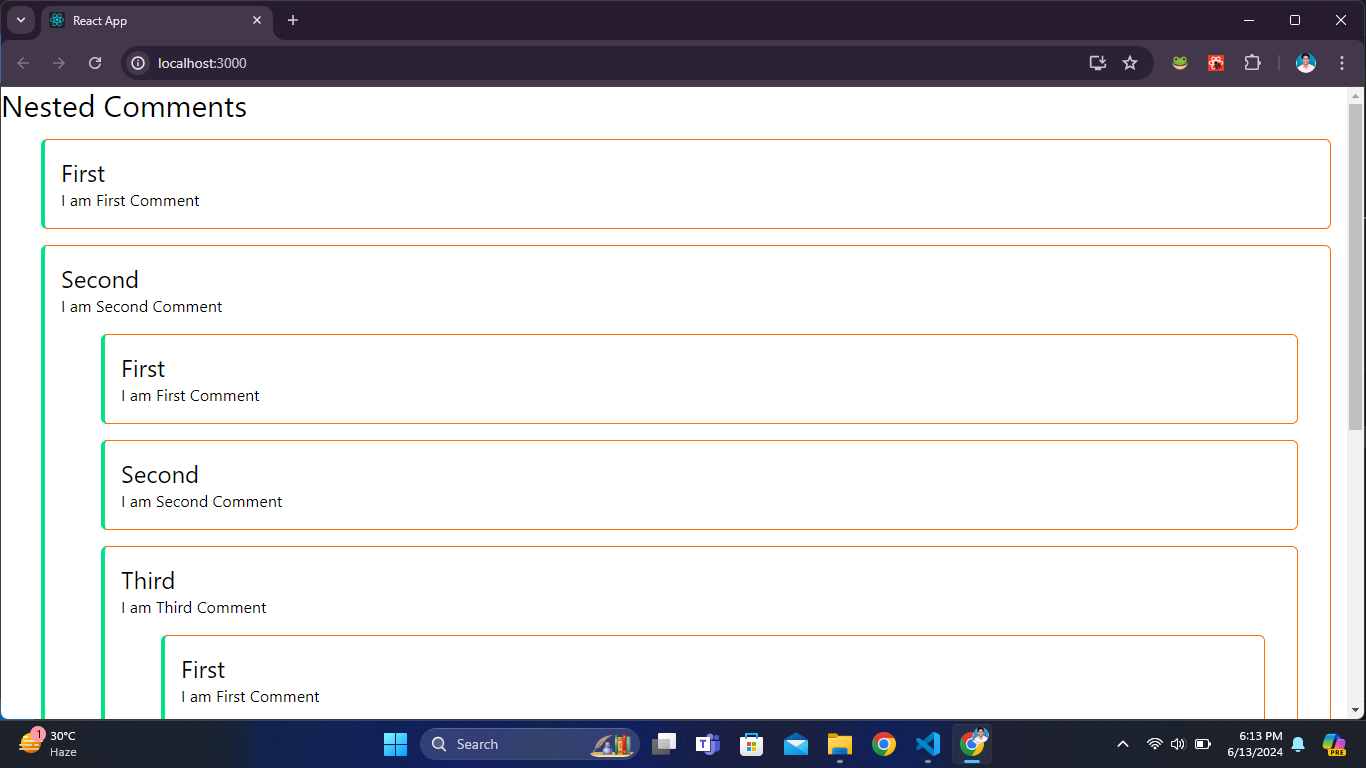 React App
localhost:3000
Nested Comments
First
I am First Comment
Second
I am Second Comment
First
I am First Comment
Second
I am Second Comment
Third
I am Third Comment
First
I am First Comment
1
30°C
Haze
Search
6:13 PM
6/13/2024
PRE